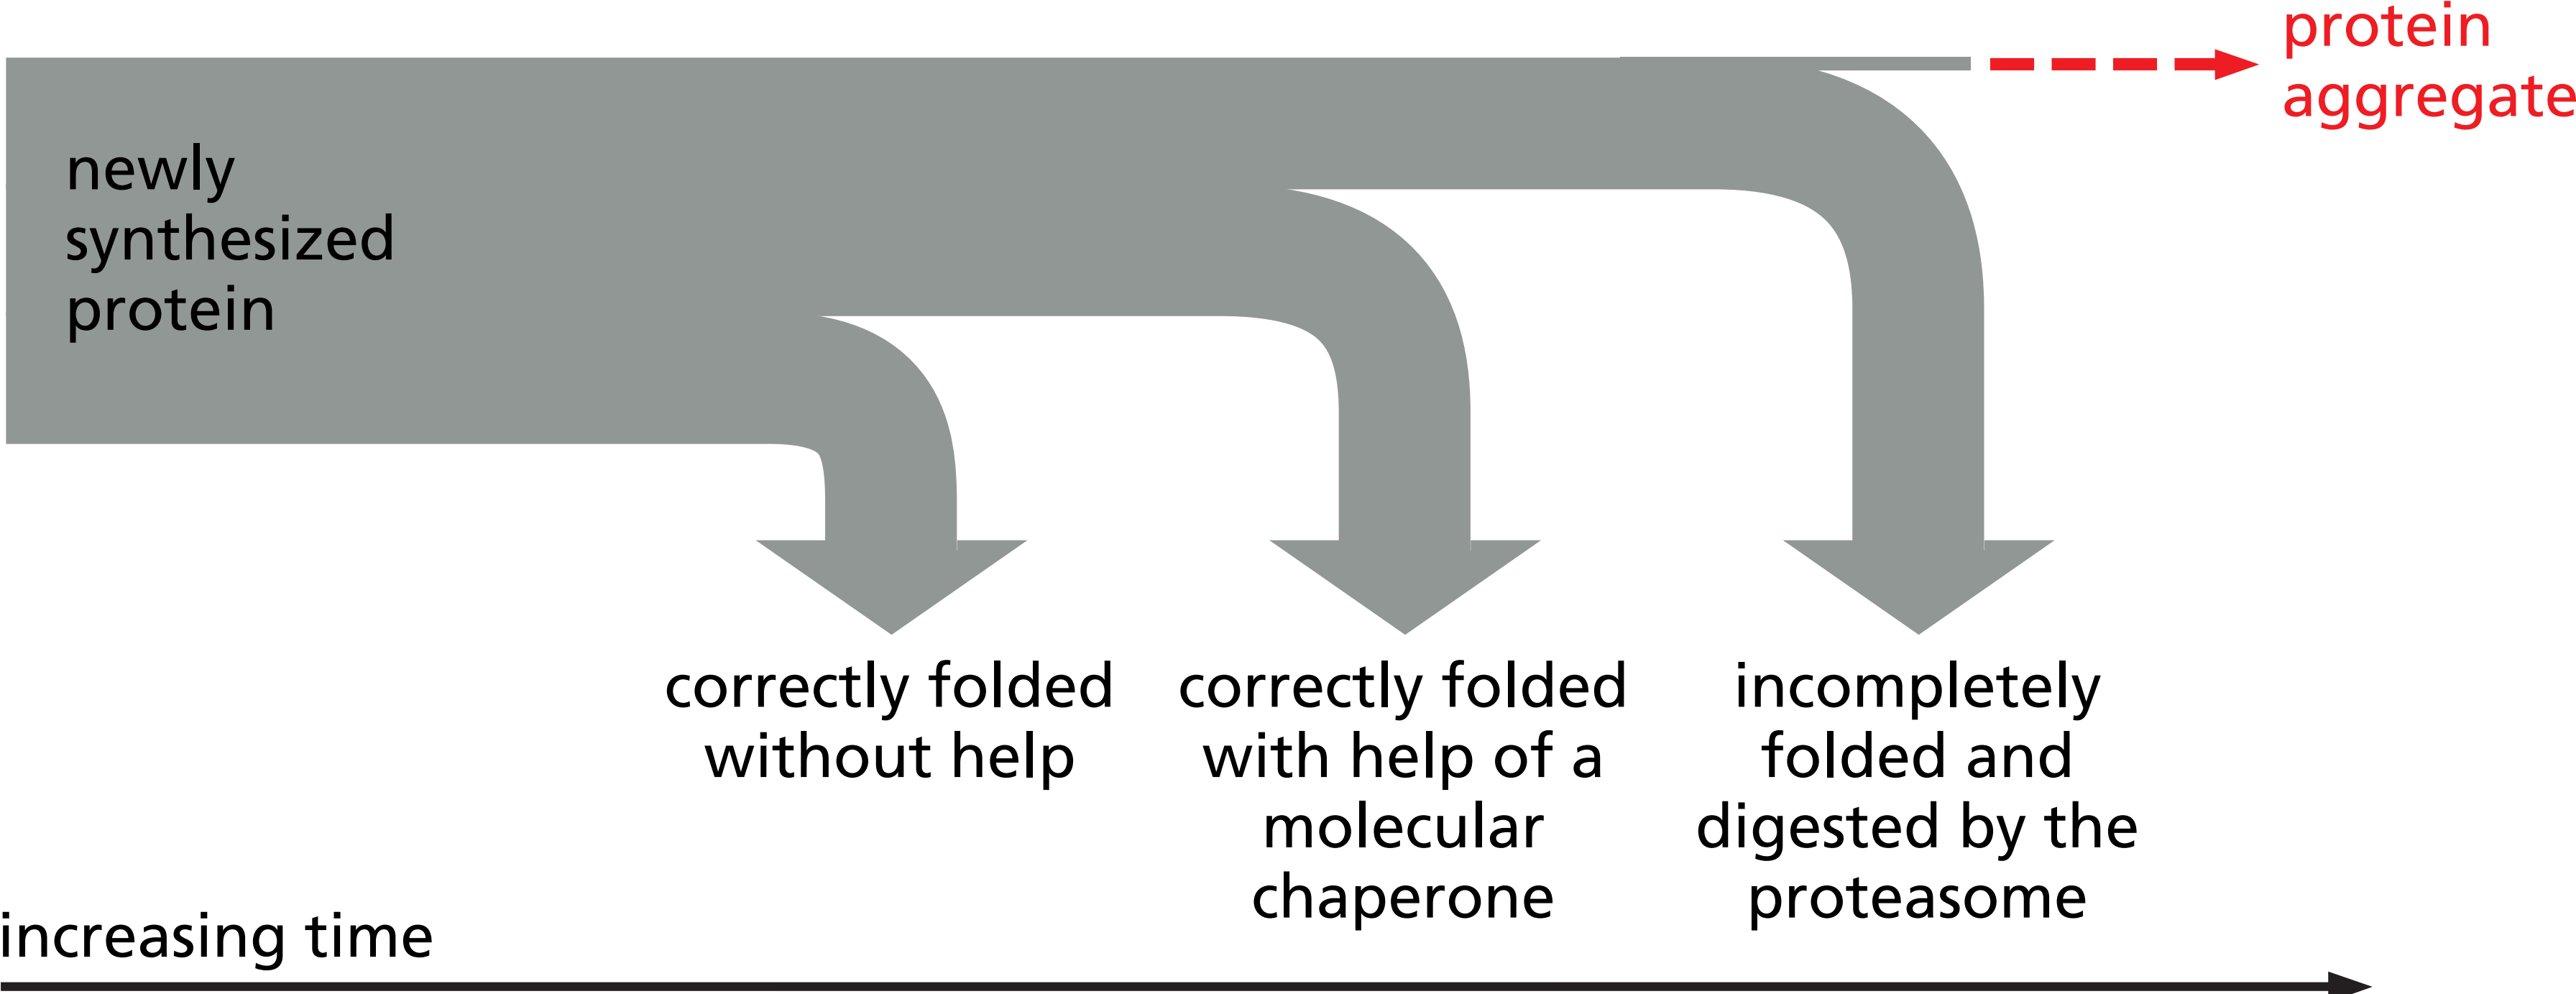 protein
aggregate
newly
synthesized
protein
correctly folded
without help
correctly folded
with help of a
molecular
chaperone
incompletely
folded and
digested by the
proteasome
increasing time